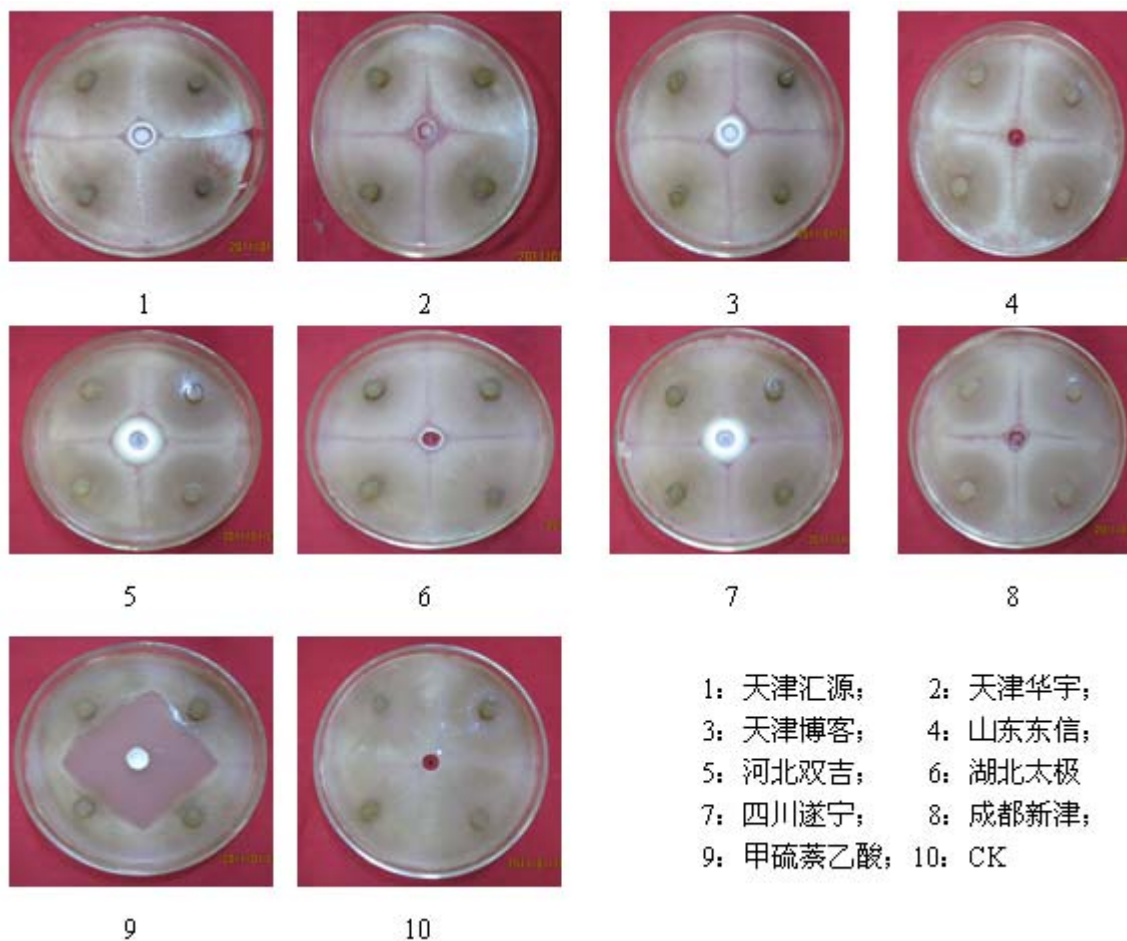 1
2
3
4
5
6
7
8
1：天津汇源； 2：天津华宇；
3：天津博客； 4：山东东信；
5：河北双吉； 6：湖北太极
7：四川遂宁； 8：成都新津；
9：甲硫萘乙酸；10：CK
9
10